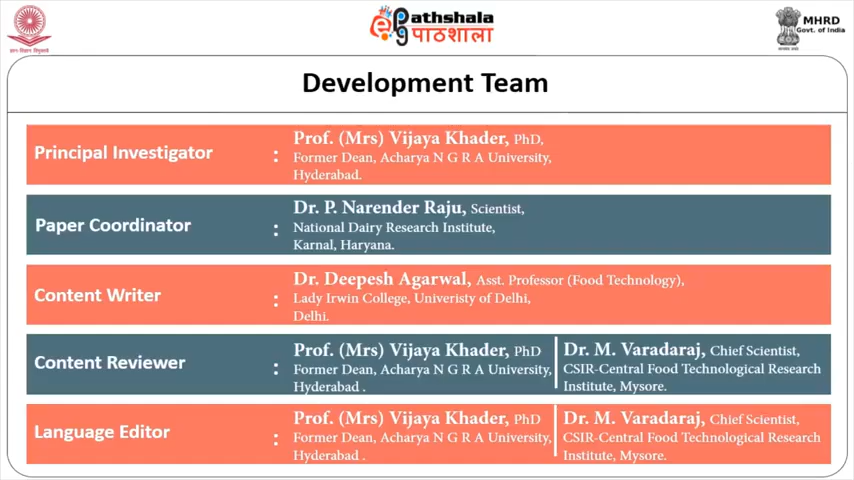 ePathshala
पाठशाला
MHRD
Govt. of India
ज्ञान-विज्ञान विमुक्तये
Development Team
Principal Investigator : Prof. (Mrs) Vijaya Khader, PhD,
Former Dean, Acharya N G R A University,
Hyderabad.
Paper Coordinator : Dr. P. Narender Raju, Scientist,
National Dairy Research Institute,
Karnal, Haryana.
Content Writer : Dr. Deepesh Agarwal, Asst. Professor (Food Technology),
Lady Irwin College, Univeristy of Delhi,
Delhi.
Content Reviewer : Prof. (Mrs) Vijaya Khader, PhD
Former Dean, Acharya N G R A University,
Hyderabad .
Dr. M. Varadaraj, Chief Scientist,
CSIR-Central Food Technological Research
Institute, Mysore.
Language Editor : Prof. (Mrs) Vijaya Khader, PhD
Former Dean, Acharya N G R A University,
Hyderabad .
Dr. M. Varadaraj, Chief Scientist,
CSIR-Central Food Technological Research
Institute, Mysore.